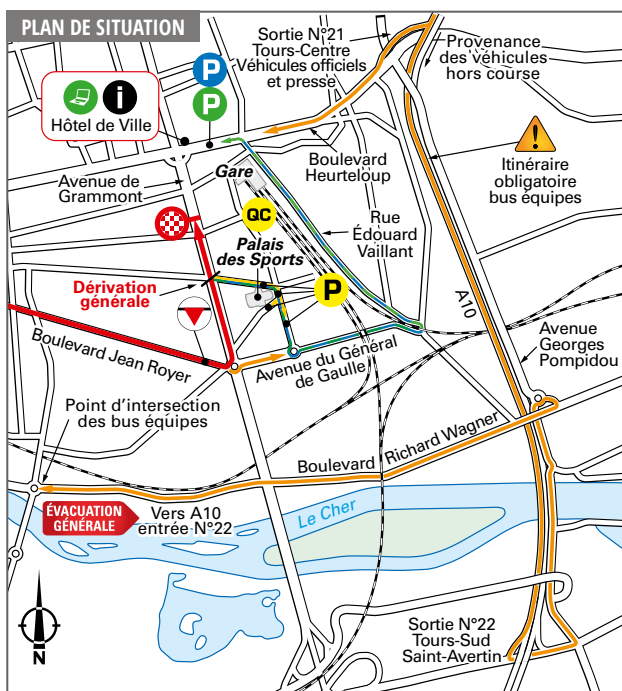 PLAN DE SITUATION
Sortie N°21
Tours-Centre
Véhicules officiels
et presse
Provenance
des véhicules
hors course
P
P
i
Hôtel de Ville
Boulevard
Heurteloup
!
Itinéraire
obligatoire
bus équipes
Avenue de
Grammont
Gare
QC
Rue
Édouard
Vaillant
Palais
des Sports
P
Dérivation
générale
A10
Boulevard Jean Royer
Avenue du Général
de Gaulle
Avenue
Georges
Pompidou
Point d'intersection
des bus équipes
Boulevard Richard Wagner
ÉVACUATION
GÉNÉRALE
Vers A10
entrée N°22
Le Cher
Sortie N°22
Tours-Sud
Saint-Avertin
N